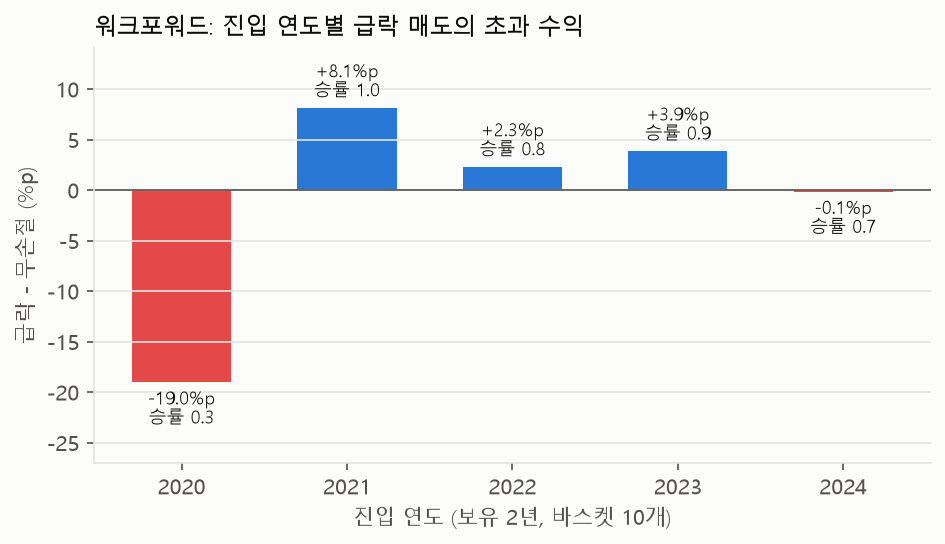 워크포워드: 진입 연도별 급락 매도의 초과 수익
급락 - 무손절 (%p)
10
5
0
-5
-10
-15
-20
-25
+8.1%p
승률 1.0
+2.3%p
승률 0.8
+3.9%p
승률 0.9
-0.1%p
승률 0.7
-19.0%p
승률 0.3
2020
2021
2022
2023
2024
진입 연도 (보유 2년, 바스켓 10개)